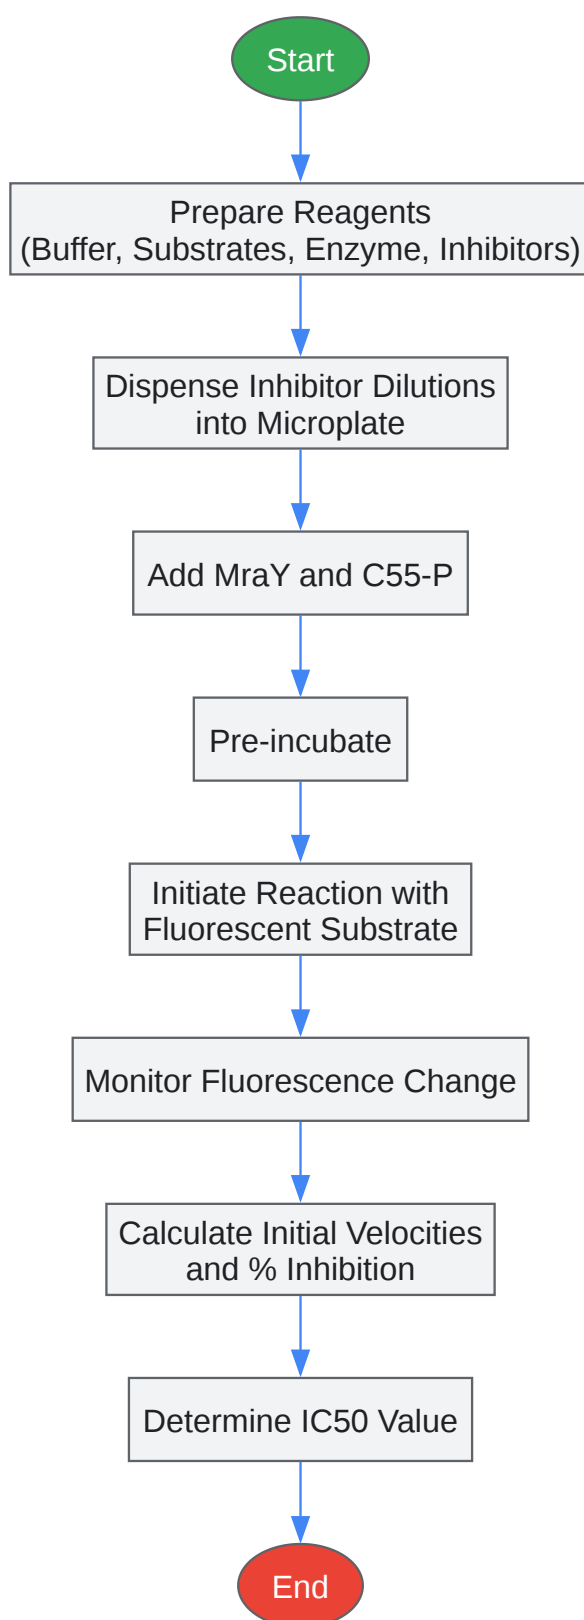 Start
Prepare Reagents
(Buffer, Substrates, Enzyme, Inhibitors)
Dispense Inhibitor Dilutions
into Microplate
Add MraY and C55-P
Pre-incubate
Initiate Reaction with
Fluorescent Substrate
Monitor Fluorescence Change
Calculate Initial Velocities
and % Inhibition
Determine IC50 Value
End